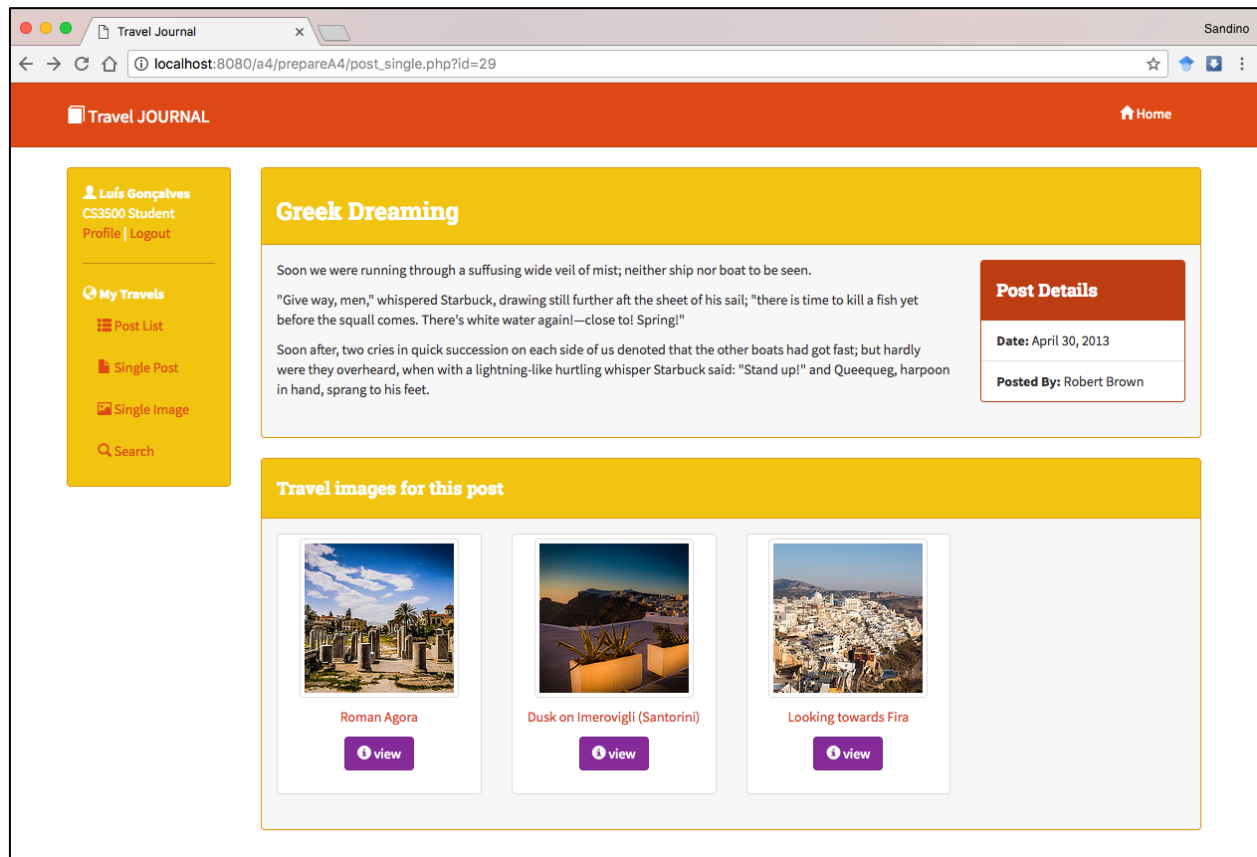 Travel Journal
Sandino
localhost:8080/a4/prepareA4/post_single.php?id=29
Travel JOURNAL
Home
Luís Gonçalves
CS3500 Student
Profile | Logout
My Travels
Post List
Single Post
Single Image
Search
Greek Dreaming
Soon we were running through a suffusing wide veil of mist; neither ship nor boat to be seen.
"Give way, men," whispered Starbuck, drawing still further aft the sheet of his sail; "there is time to kill a fish yet
before the squall comes. There's white water again!—close to! Spring!"
Soon after, two cries in quick succession on each side of us denoted that the other boats had got fast; but hardly
were they overheard, when with a lightning-like hurtling whisper Starbuck said: "Stand up!" and Queequeg, harpoon
in hand, sprang to his feet.
Post Details
Date: April 30, 2013
Posted By: Robert Brown
Travel images for this post
Roman Agora
view
Dusk on Imerovigli (Santorini)
view
Looking towards Fira
view